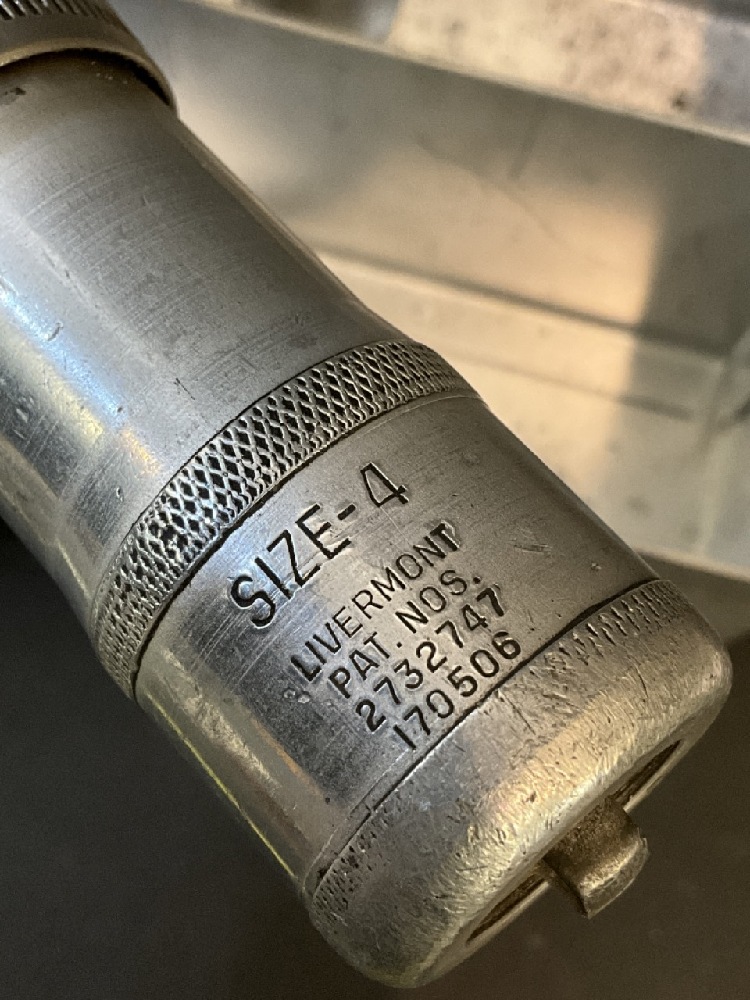 SIZE-4
LIVERMONT
PAT. NOS.
2732747
170506